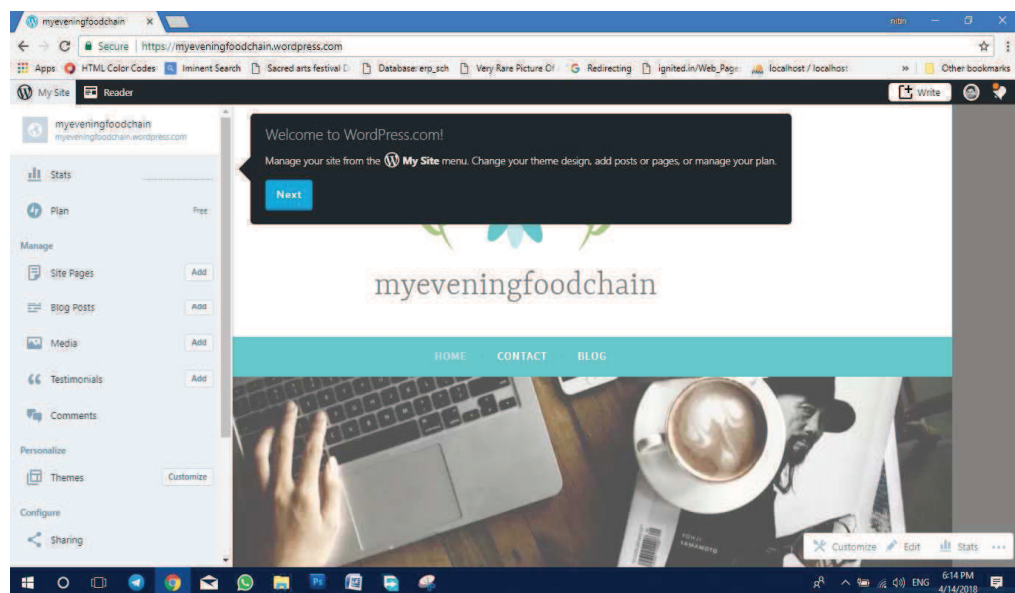 myeveningfoodchain
nitin
Secure https://myeveningfoodchain.wordpress.com
Apps HTML Color Codes Iminent Search Sacred arts festival D Database: erp_sch Very Rare Picture Of Redirecting ignited.in/Web_Page localhost / localhost » Other bookmarks
My Site Reader Write
myeveningfoodchain
myeveningfoodchain.wordpress.com
Welcome to WordPress.com!
Manage your site from the My Site menu. Change your theme design, add posts or pages, or manage your plan.
Next
Stats
Plan Free
Manage
Site Pages Add
Blog Posts Add
Media Add
Testimonials Add
Comments
Personalize
Themes Customize
Configure
Sharing
myeveningfoodchain
HOME CONTACT BLOG
YOHJI
YAMAMOTO
Customize Edit Stats
Ps
ENG 6:14 PM
4/14/2018